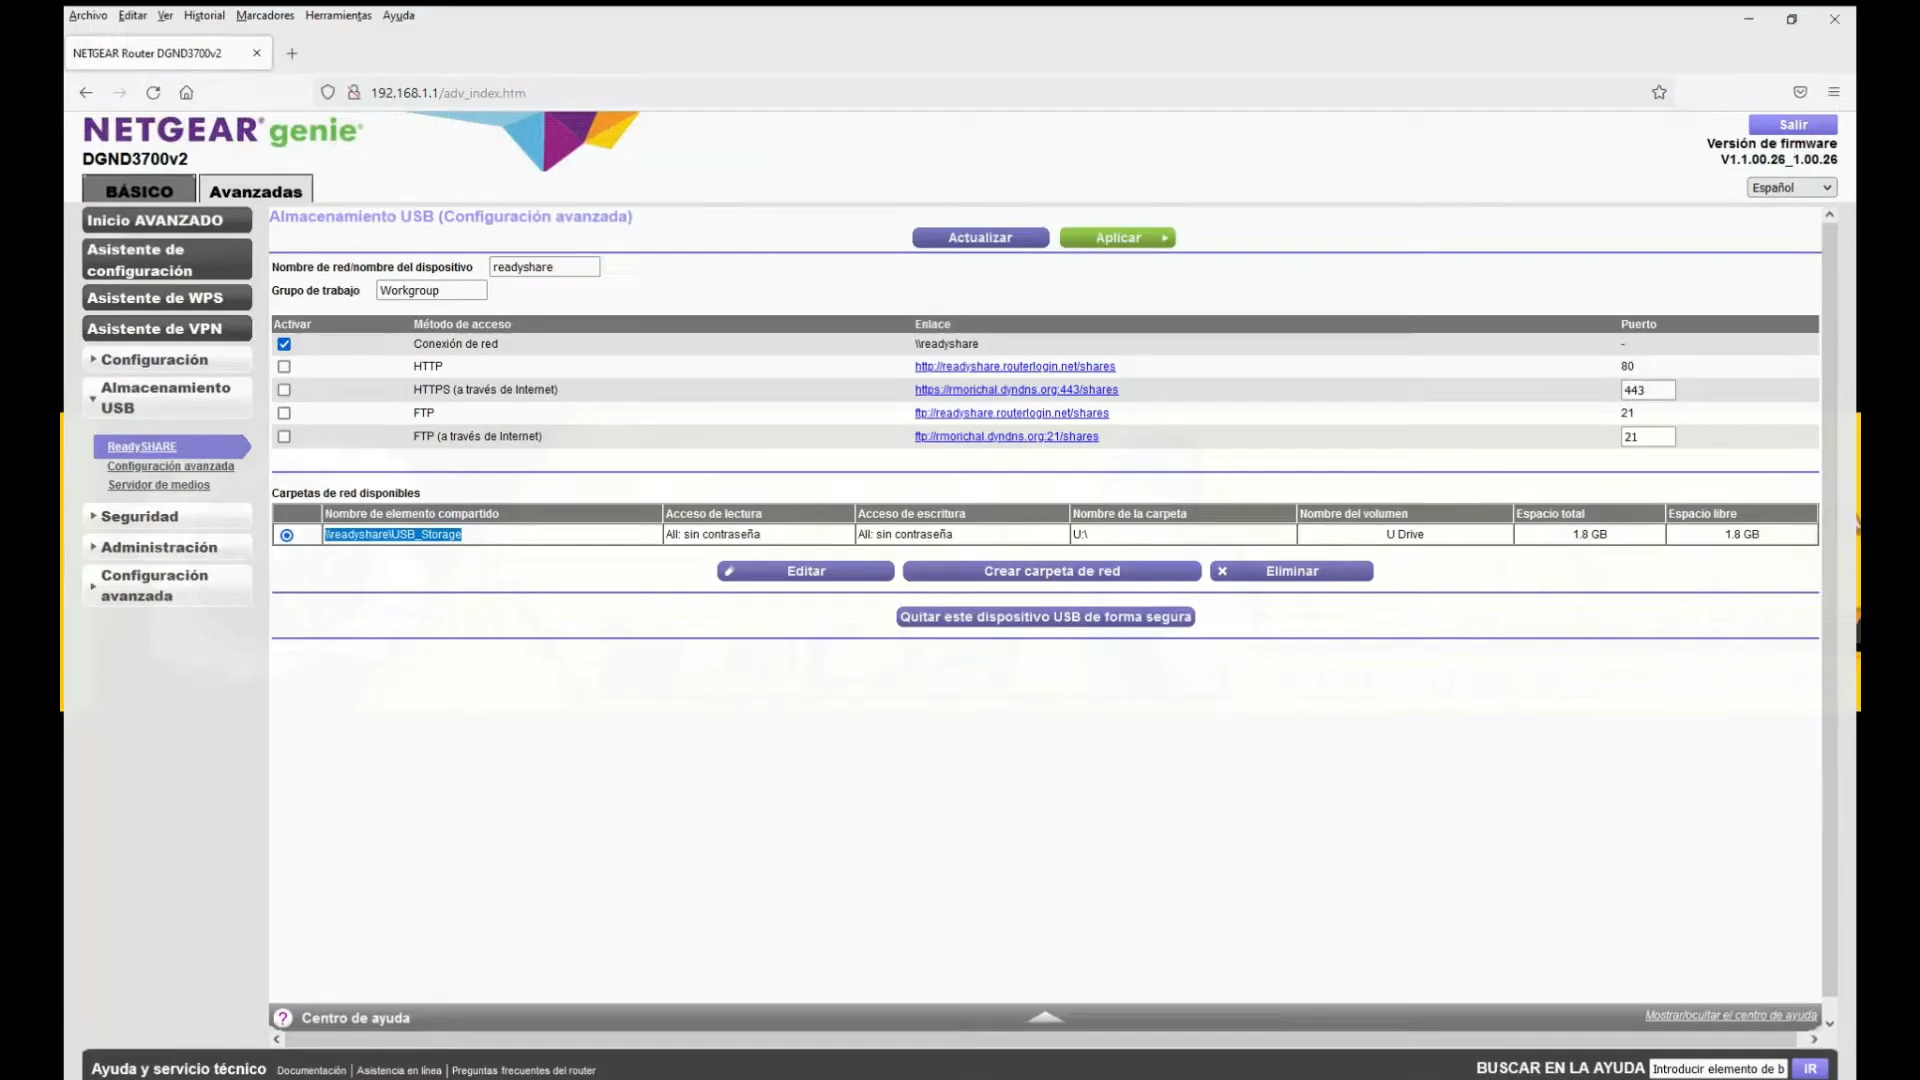 Archivo Editar Ver Historial Marcadores Herramientas Ayuda
NETGEAR Router DGND3700v2
192.168.1.1/adv_index.htm
NETGEAR® genie®
DGND3700v2
Salir
Versión de firmware
V1.1.00.26_1.00.26
Español
BÁSICO Avanzadas
Inicio AVANZADO
Asistente de
configuración
Asistente de WPS
Asistente de VPN
Configuración
Almacenamiento
USB
ReadySHARE
Configuración avanzada
Servidor de medios
Seguridad
Administración
Configuración
avanzada
Almacenamiento USB (Configuración avanzada)
Actualizar Aplicar
Nombre de red/nombre del dispositivo readyshare
Grupo de trabajo Workgroup
Activar Método de acceso Enlace Puerto
Conexión de red \\readyshare -
HTTP http://readyshare.routerlogin.net/shares 80
HTTPS (a través de Internet) https://rmorichal.dyndns.org:443/shares 443
FTP ftp://readyshare.routerlogin.net/shares 21
FTP (a través de Internet) ftp://rmorichal.dyndns.org:21/shares 21
Carpetas de red disponibles
Nombre de elemento compartido Acceso de lectura Acceso de escritura Nombre de la carpeta Nombre del volumen Espacio total Espacio libre
\\readyshare\USB_Storage All: sin contraseña All: sin contraseña U:\ U Drive 1.8 GB 1.8 GB
Editar Crear carpeta de red Eliminar
Quitar este dispositivo USB de forma segura
? Centro de ayuda Mostrar/ocultar el centro de ayuda
Ayuda y servicio técnico Documentación | Asistencia en línea | Preguntas frecuentes del router BUSCAR EN LA AYUDA Introducir elemento de b IR